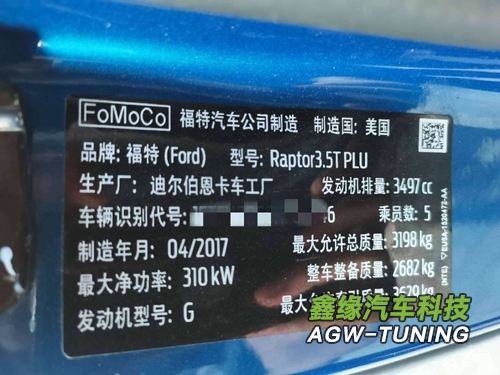 FoMoCo 福特汽车公司制造 制造国: 美国
品牌: 福特 (Ford) 型号: Raptor3.5T PLU
生产厂: 迪尔伯恩卡车工厂 发动机排量: 3497 cc
车辆识别代号: .6 乘员数: 5
制造年月: 04/2017 最大允许总质量: 3198 kg
最大净功率: 310 kW 整车整备质量: 2682 kg
发动机型号: G
鑫缘汽车科技
AGW-TUNING